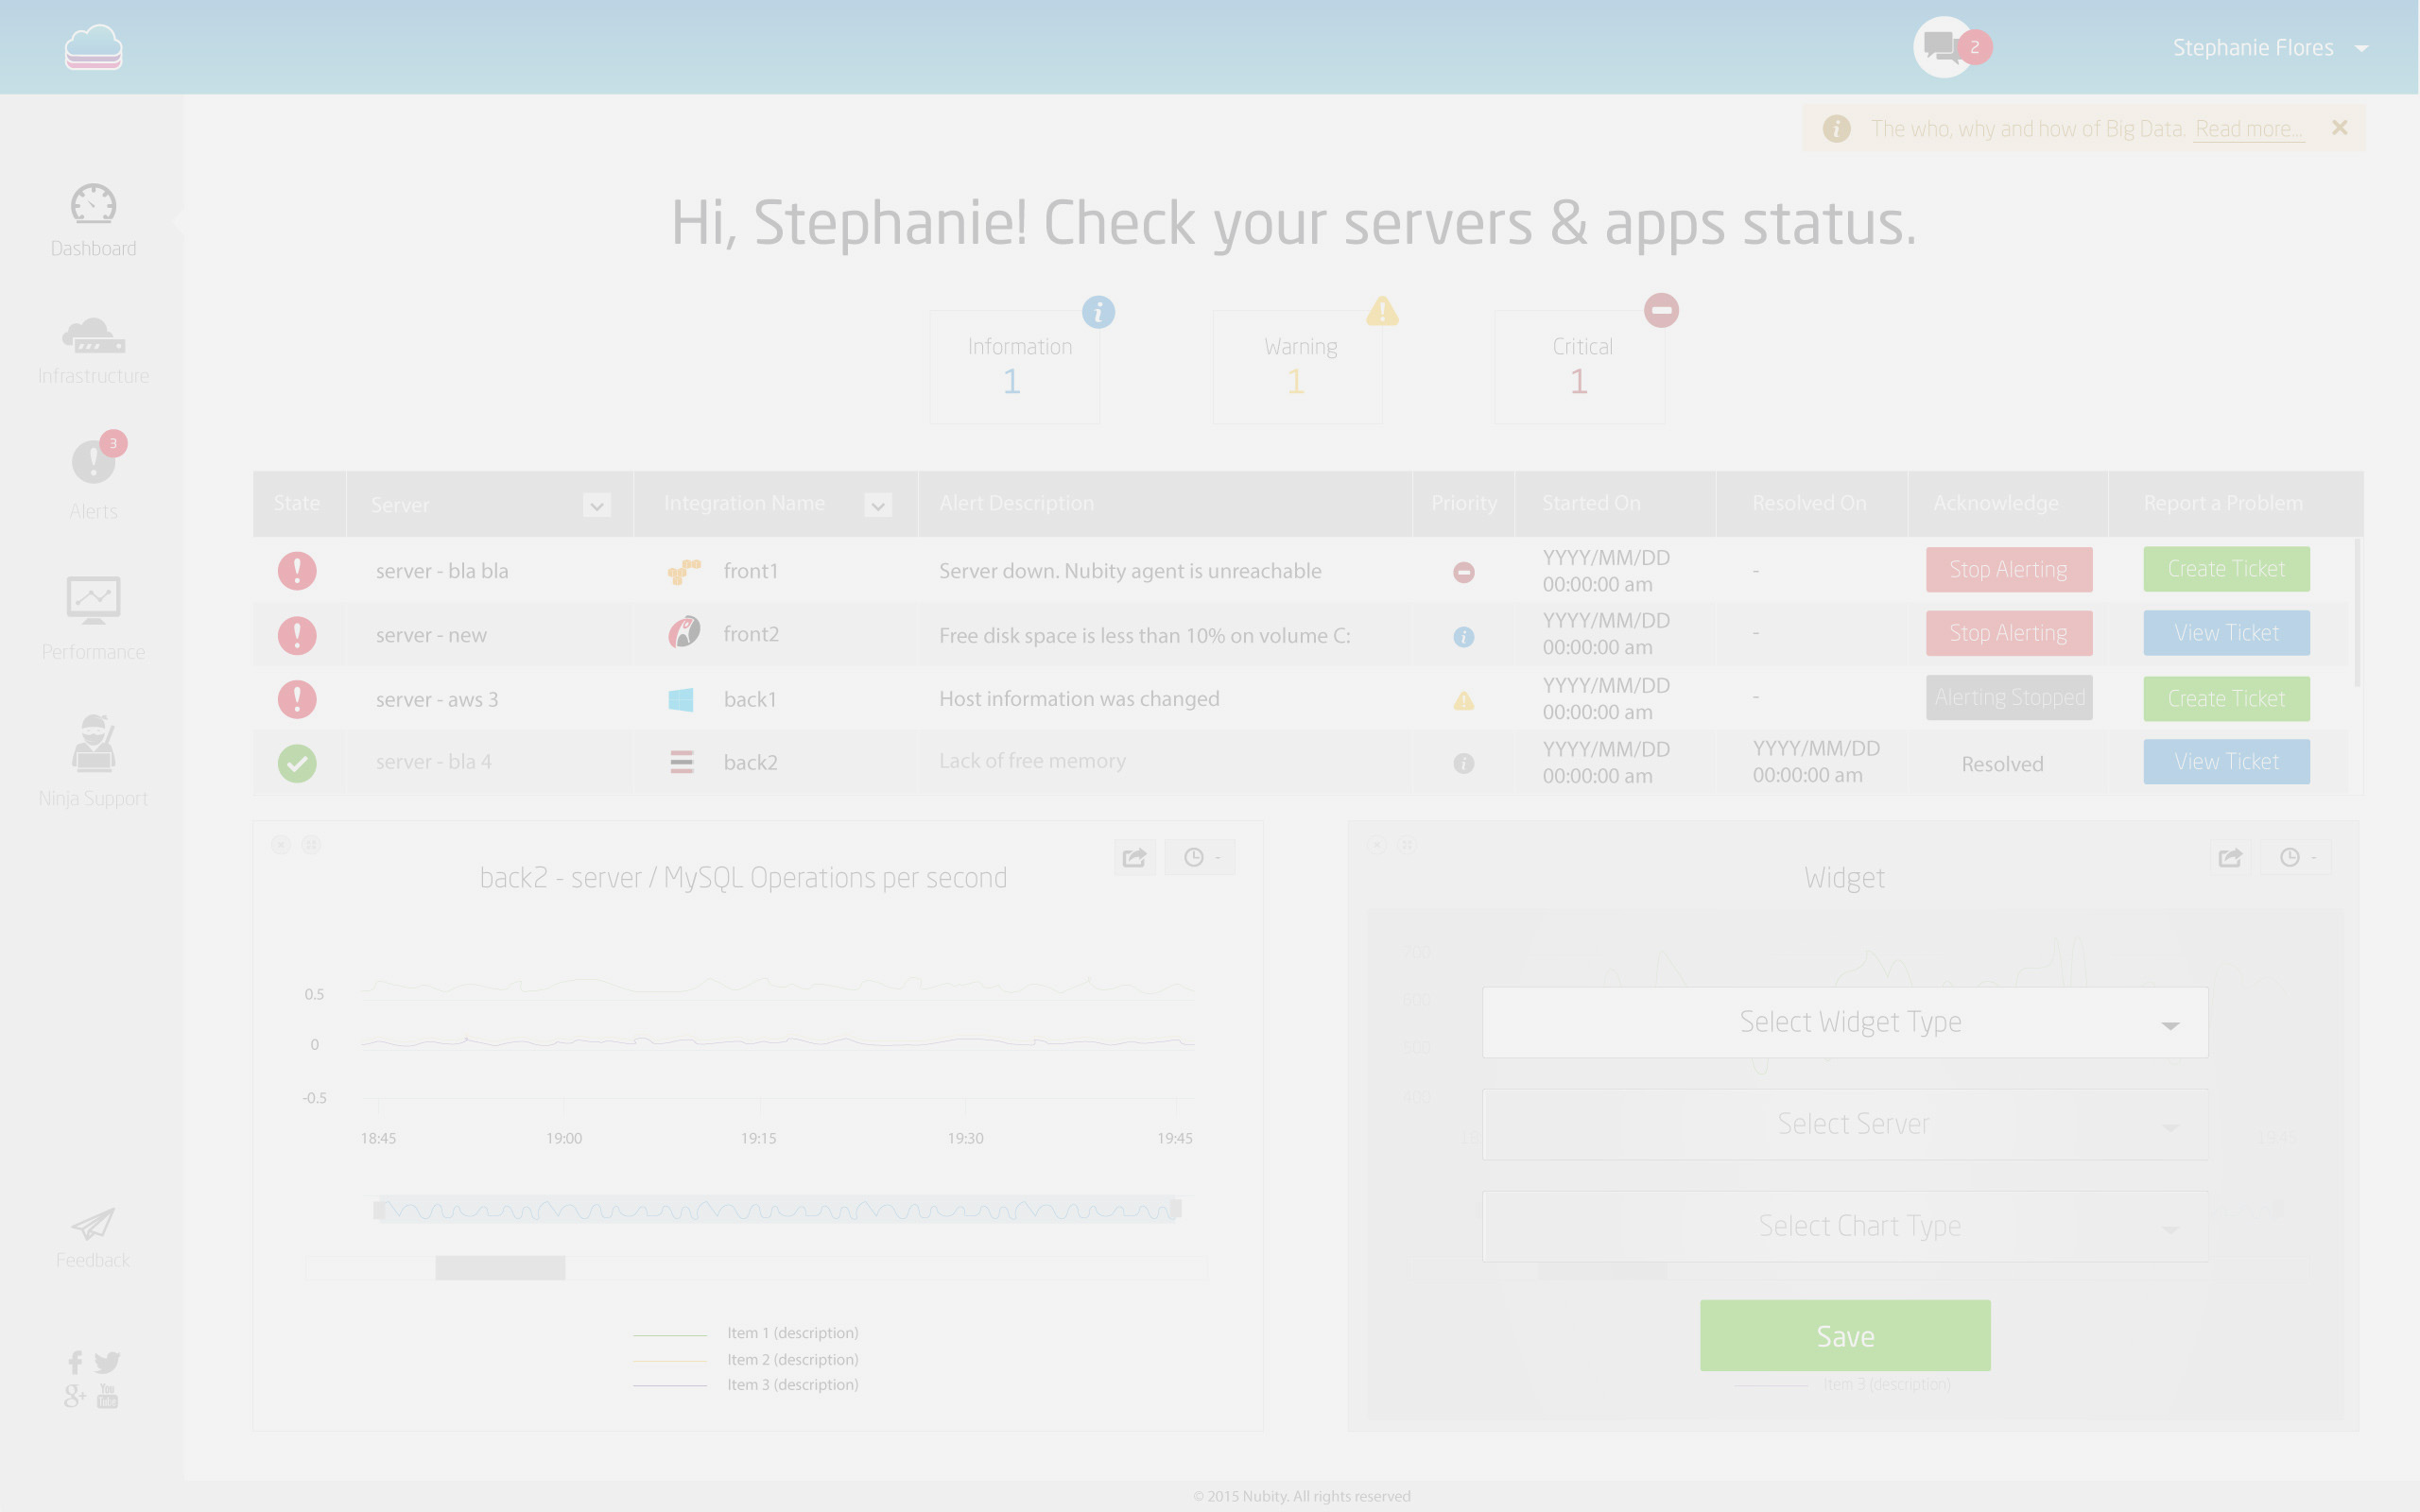 2
Stephanie Flores
The who, why and how of Big Data. Read more...
Hi, Stephanie! Check your servers & apps status.
Dashboard
Infrastructure
3
Alerts
Performance
Ninja Support
Feedback
Information
1
Warning
1
Critical
1
State Server Integration Name Alert Description Priority Started On Resolved On Acknowledge Report a Problem
server - bla bla front1 Server down. Nubity agent is unreachable YYYY/MM/DD 00:00:00 am - Stop Alerting Create Ticket
server - new front2 Free disk space is less than 10% on volume C: YYYY/MM/DD 00:00:00 am - Stop Alerting View Ticket
server - aws 3 back1 Host information was changed YYYY/MM/DD 00:00:00 am - Alerting Stopped Create Ticket
server - bla 4 back2 Lack of free memory YYYY/MM/DD 00:00:00 am YYYY/MM/DD 00:00:00 am Resolved View Ticket
back2 - server / MySQL Operations per second
-
0.5
0
-0.5
18:45 19:00 19:15 19:30 19:45
Item 1 (description)
Item 2 (description)
Item 3 (description)
Widget
-
700
600
500
400
Select Widget Type
Select Server
19:45
Select Chart Type
Save
Item 3 (description)
g+ You Tube
© 2015 Nubity. All rights reserved